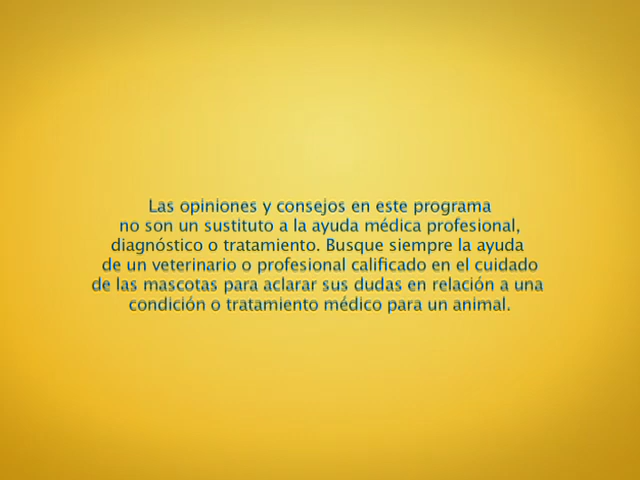 Las opiniones y consejos en este programa
no son un sustituto a la ayuda médica profesional,
diagnóstico o tratamiento. Busque siempre la ayuda
de un veterinario o profesional calificado en el cuidado
de las mascotas para aclarar sus dudas en relación a una
condición o tratamiento médico para un animal.